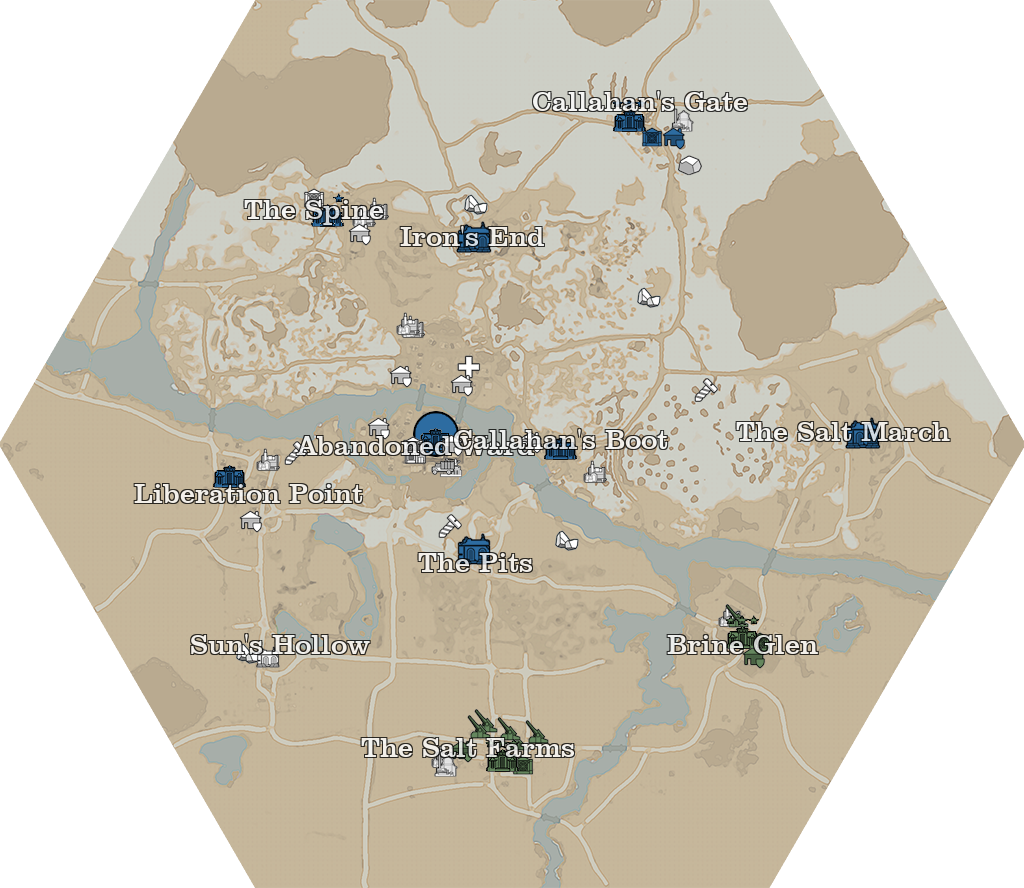 Callahan's Gate
The Spine
Iron's End
Abandoned Ward
Callahan's Boot
The Salt March
Liberation Point
The Pits
Sun's Hollow
Brine Glen
The Salt Farms